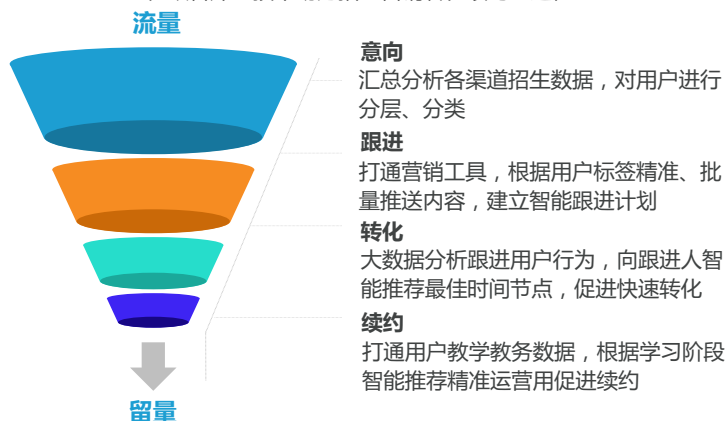 流量
意向
汇总分析各渠道招生数据，对用户进行
分层、分类
跟进
打通营销工具，根据用户标签精准、批
量推送内容，建立智能跟进计划
转化
大数据分析跟进用户行为，向跟进人智
能推荐最佳时间节点，促进快速转化
续约
打通用户教学教务数据，根据学习阶段
智能推荐精准运营用促进续约
留量